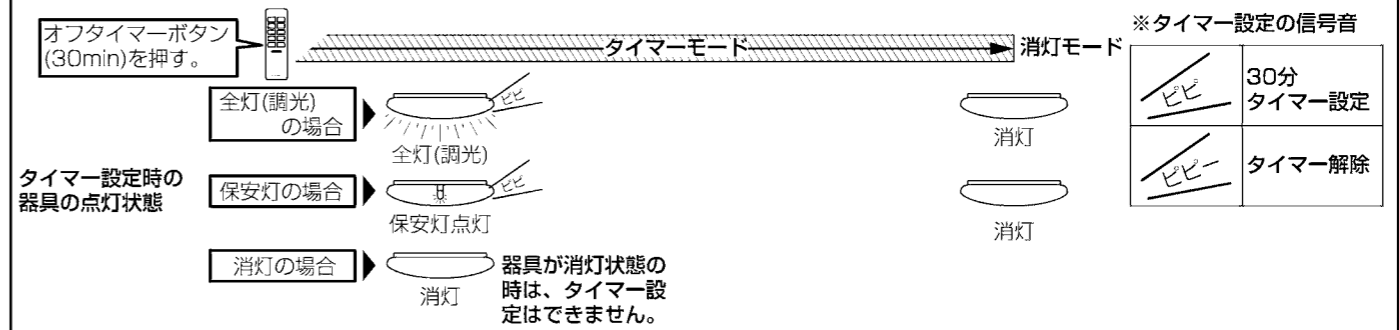 オフタイマーボタン
(30min)を押す。
タイマーモード
消灯モード
※タイマー設定の信号音
ピピ
30分
タイマー設定
ピピー
タイマー解除
タイマー設定時の
器具の点灯状態
全灯(調光)
の場合
ピピ
全灯(調光)
消灯
保安灯の場合
ピピ
保安灯点灯
消灯
消灯の場合
消灯
器具が消灯状態の
時は、タイマー設
定はできません。